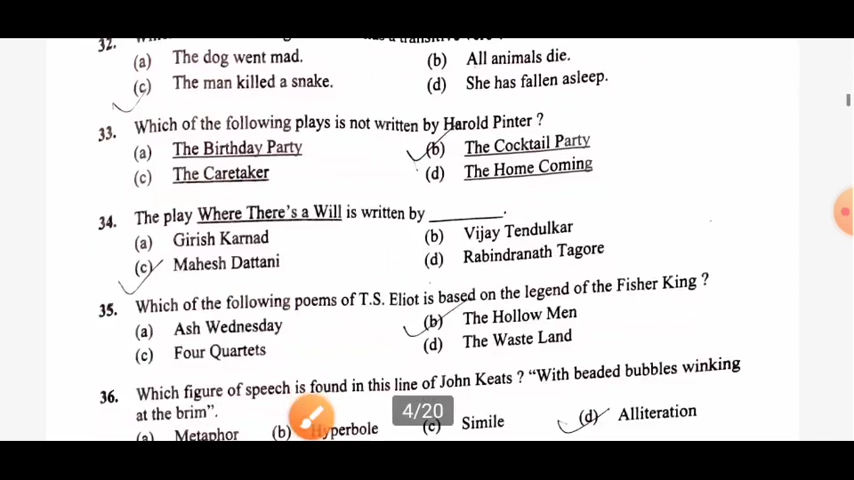 32.
(a) The dog went mad. (b) All animals die.
(c) The man killed a snake. (d) She has fallen asleep.
33. Which of the following plays is not written by Harold Pinter ?
(a) The Birthday Party (b) The Cocktail Party
(c) The Caretaker (d) The Home Coming
34. The play Where There's a Will is written by ________.
(a) Girish Karnad (b) Vijay Tendulkar
(c) Mahesh Dattani (d) Rabindranath Tagore
35. Which of the following poems of T.S. Eliot is based on the legend of the Fisher King ?
(a) Ash Wednesday (b) The Hollow Men
(c) Four Quartets (d) The Waste Land
36. Which figure of speech is found in this line of John Keats ? “With beaded bubbles winking
at the brim”.
4/20
(a) Metaphor (b) Hyperbole (c) Simile (d) Alliteration